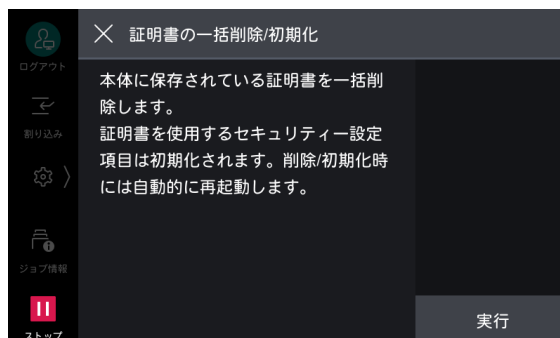 証明書の一括削除/初期化
ログアウト
本体に保存されている証明書を一括削
除します。
割り込み
証明書を使用するセキュリティー設定
項目は初期化されます。削除/初期化時
には自動的に再起動します。
ジョブ情報
実行
ストップ